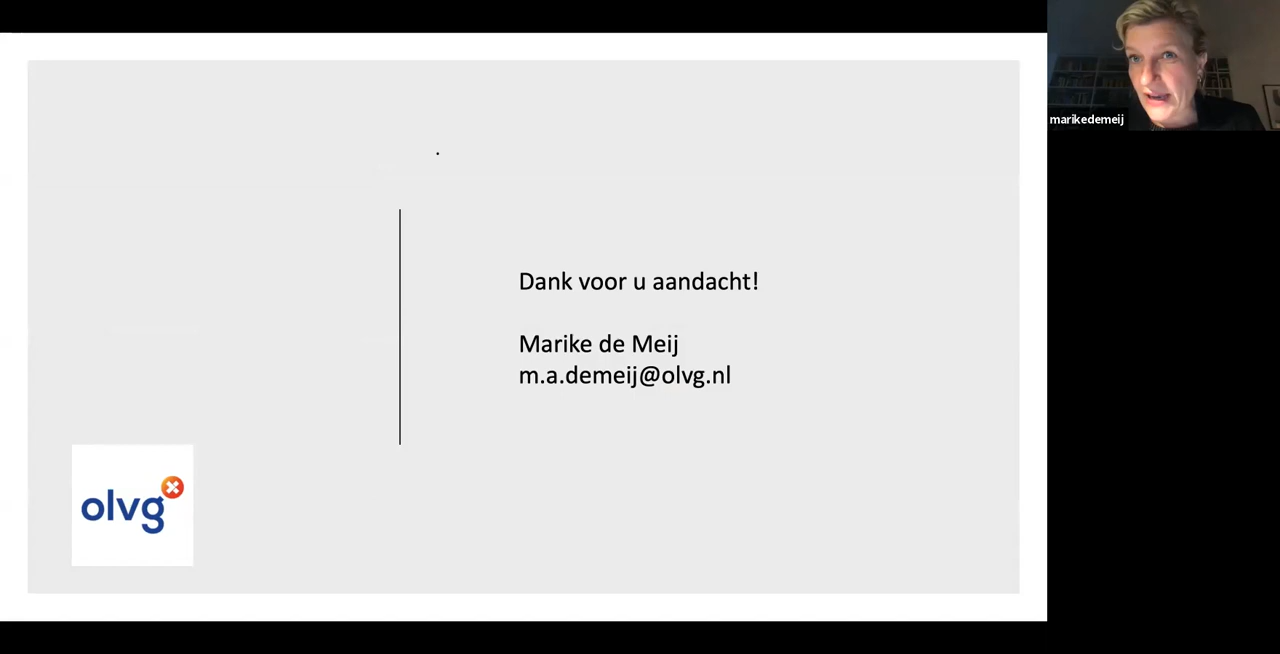 Dank voor u aandacht!
Marike de Meij
m.a.demeij@olvg.nl
olvg
marikedemeij